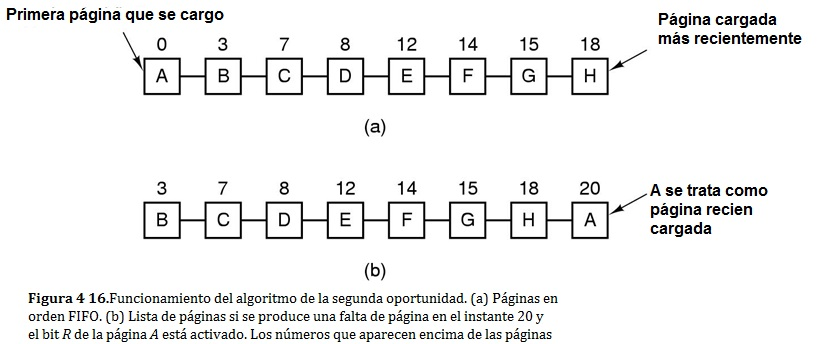 Primera página que se cargo
Página cargada
más recientemente
0 3 7 8 12 14 15 18
A B C D E F G H
(a)
3 7 8 12 14 15 18 20
B C D E F G H A
A se trata como
página recien
cargada
(b)
Figura 4 16.Funcionamiento del algoritmo de la segunda oportunidad. (a) Páginas en
orden FIFO. (b) Lista de páginas si se produce una falta de página en el instante 20 y
el bit R de la página A está activado. Los números que aparecen encima de las páginas